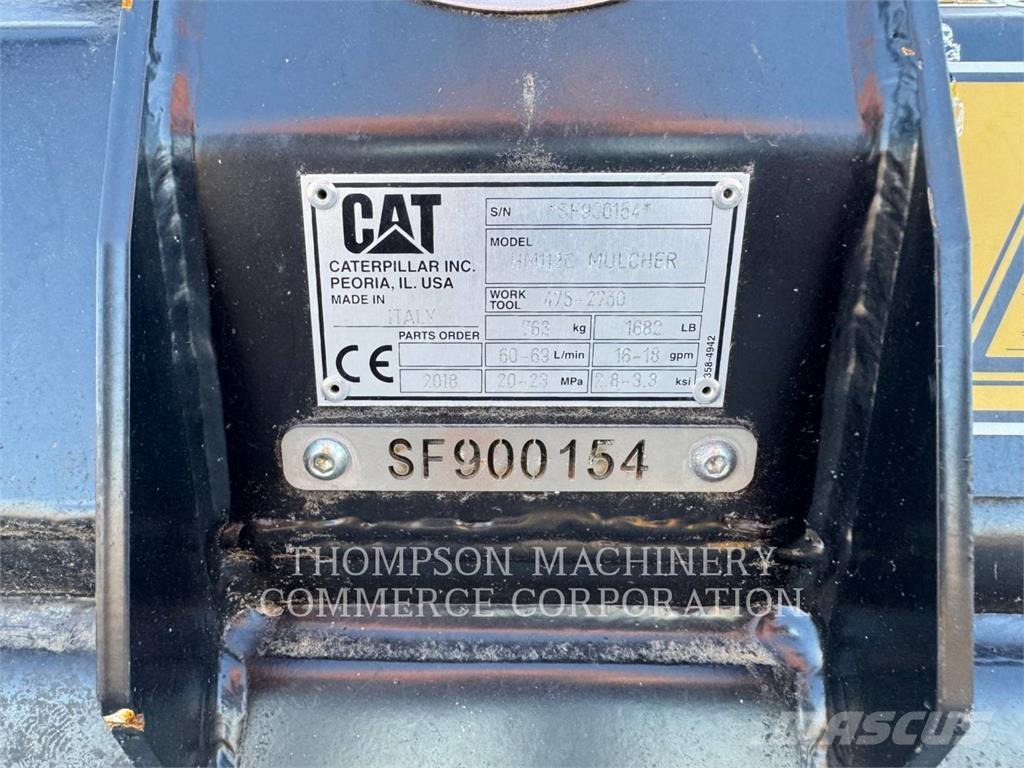 CAT
CATERPILLAR INC.
PEORIA, IL. USA
MADE IN
ITALY
S/N *SF900154*
MODEL
HM112C MULCHER
WORK TOOL 475-2730
763 kg 1682 LB
PARTS ORDER
60-69 L/min 16-18 gpm
CE
2018 20-23 MPa 2.8-3.3 ksi
358-4942
SF900154
THOMPSON MACHINERY
COMMERCE CORPORATION
MASCUS